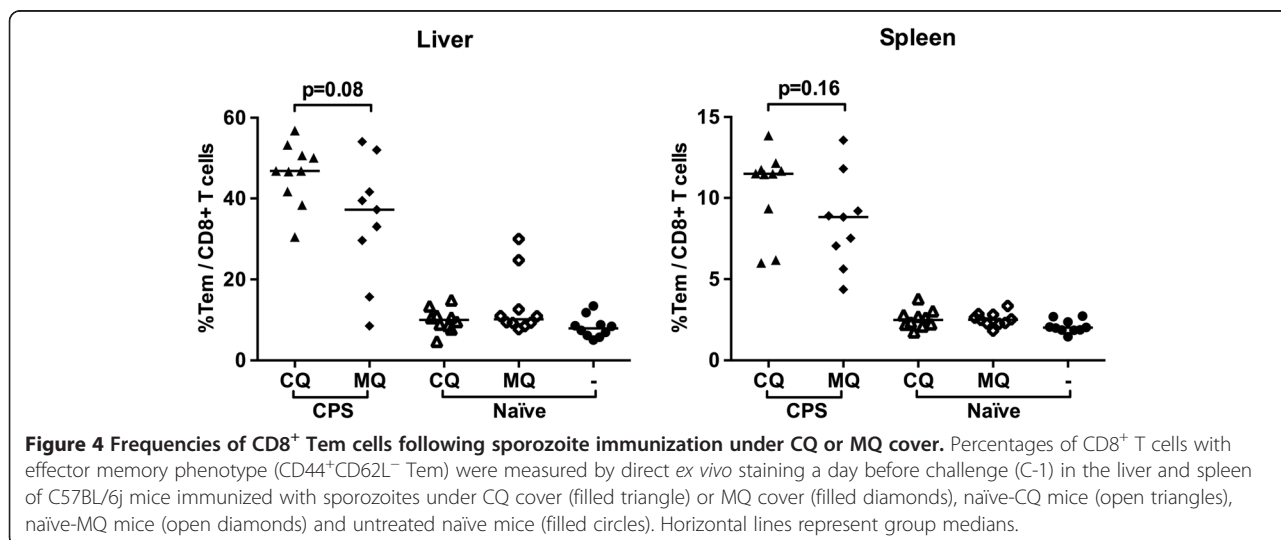 Liver
Spleen
p=0.08
p=0.16
%Tem / CD8+ T cells
60
40
20
0
CQ MQ CQ MQ -
CPS Naïve
%Tem / CD8+ T cells
15
10
5
0
CQ MQ CQ MQ -
CPS Naïve
Figure 4 Frequencies of CD8⁺ Tem cells following sporozoite immunization under CQ or MQ cover. Percentages of CD8⁺ T cells with
effector memory phenotype (CD44⁺CD62L⁻ Tem) were measured by direct ex vivo staining a day before challenge (C-1) in the liver and spleen
of C57BL/6j mice immunized with sporozoites under CQ cover (filled triangle) or MQ cover (filled diamonds), naïve-CQ mice (open triangles),
naïve-MQ mice (open diamonds) and untreated naïve mice (filled circles). Horizontal lines represent group medians.